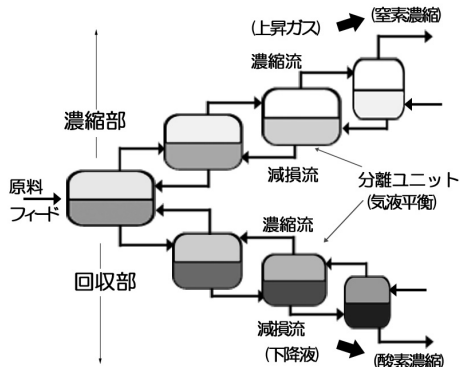 (上昇ガス)
(窒素濃縮)
濃縮流
濃縮部
減損流
分離ユニット
(気液平衡)
原料
フィード
濃縮流
回収部
減損流
(下降液)
(酸素濃縮)